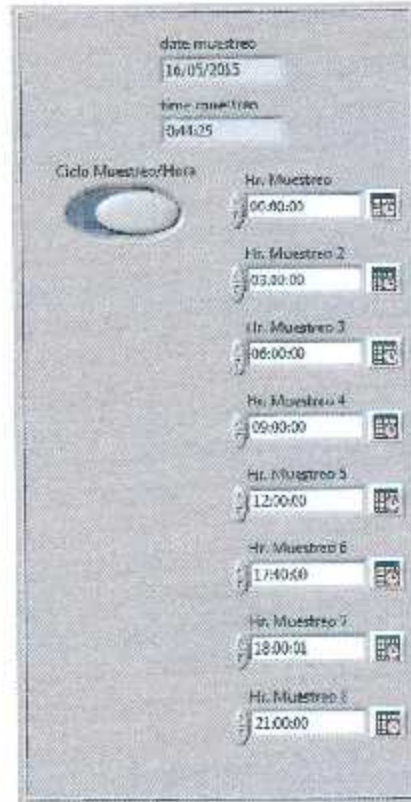 date muestreo
16/05/2015
time muestreo
0:44:25
Ciclo Muestreo/Hora
Hr. Muestreo
00:00:00
Hr. Muestreo 2
03:00:00
Hr. Muestreo 3
06:00:00
Hr. Muestreo 4
09:00:00
Hr. Muestreo 5
12:00:00
Hr. Muestreo 6
17:40:00
Hr. Muestreo 7
18:00:01
Hr. Muestreo 8
21:00:00